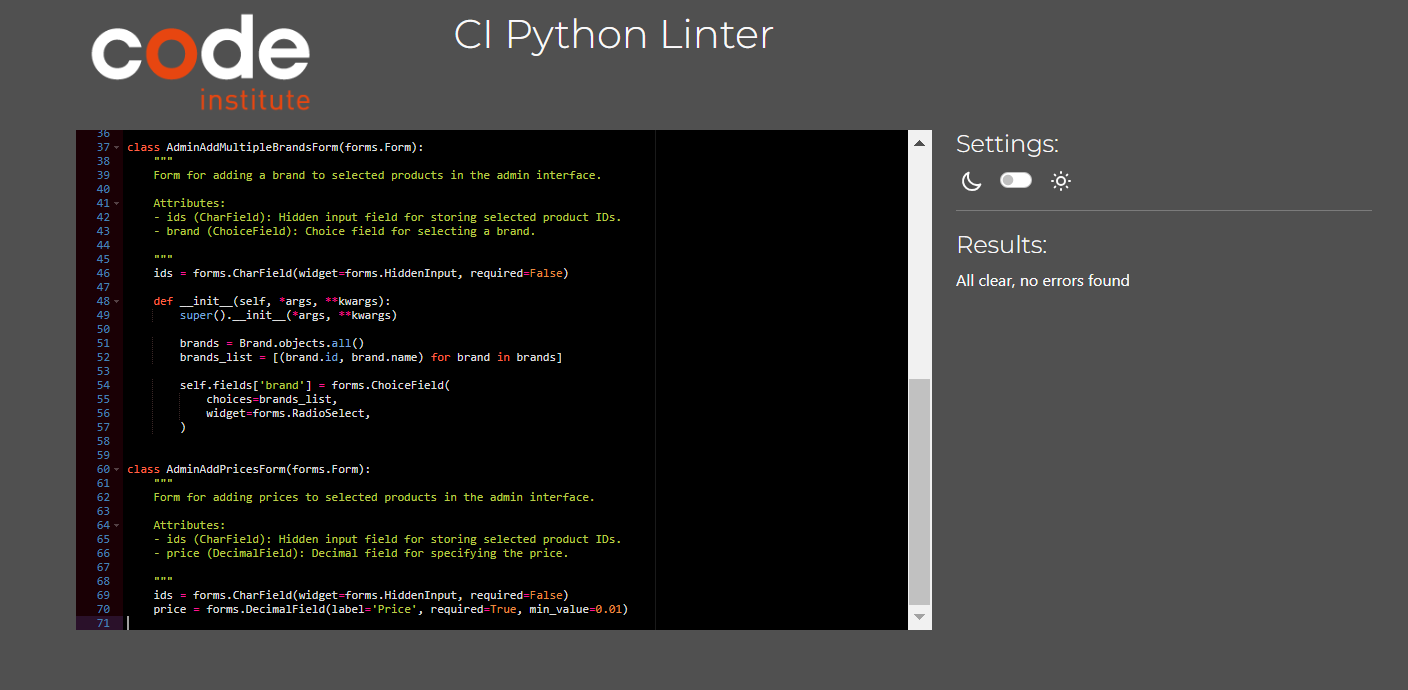 code
institute
CI Python Linter
36
37 class AdminAddMultipleBrandsForm(forms.Form):
38     """
39     Form for adding a brand to selected products in the admin interface.
40
41     Attributes:
42     - ids (CharField): Hidden input field for storing selected product IDs.
43     - brand (ChoiceField): Choice field for selecting a brand.
44
45     """
46     ids = forms.CharField(widget=forms.HiddenInput, required=False)
47
48     def __init__(self, *args, **kwargs):
49         super().__init__(*args, **kwargs)
50
51         brands = Brand.objects.all()
52         brands_list = [(brand.id, brand.name) for brand in brands]
53
54         self.fields['brand'] = forms.ChoiceField(
55             choices=brands_list,
56             widget=forms.RadioSelect,
57         )
58
59
60 class AdminAddPricesForm(forms.Form):
61     """
62     Form for adding prices to selected products in the admin interface.
63
64     Attributes:
65     - ids (CharField): Hidden input field for storing selected product IDs.
66     - price (DecimalField): Decimal field for specifying the price.
67
68     """
69     ids = forms.CharField(widget=forms.HiddenInput, required=False)
70     price = forms.DecimalField(label='Price', required=True, min_value=0.01)
71
Settings:
Results:
All clear, no errors found